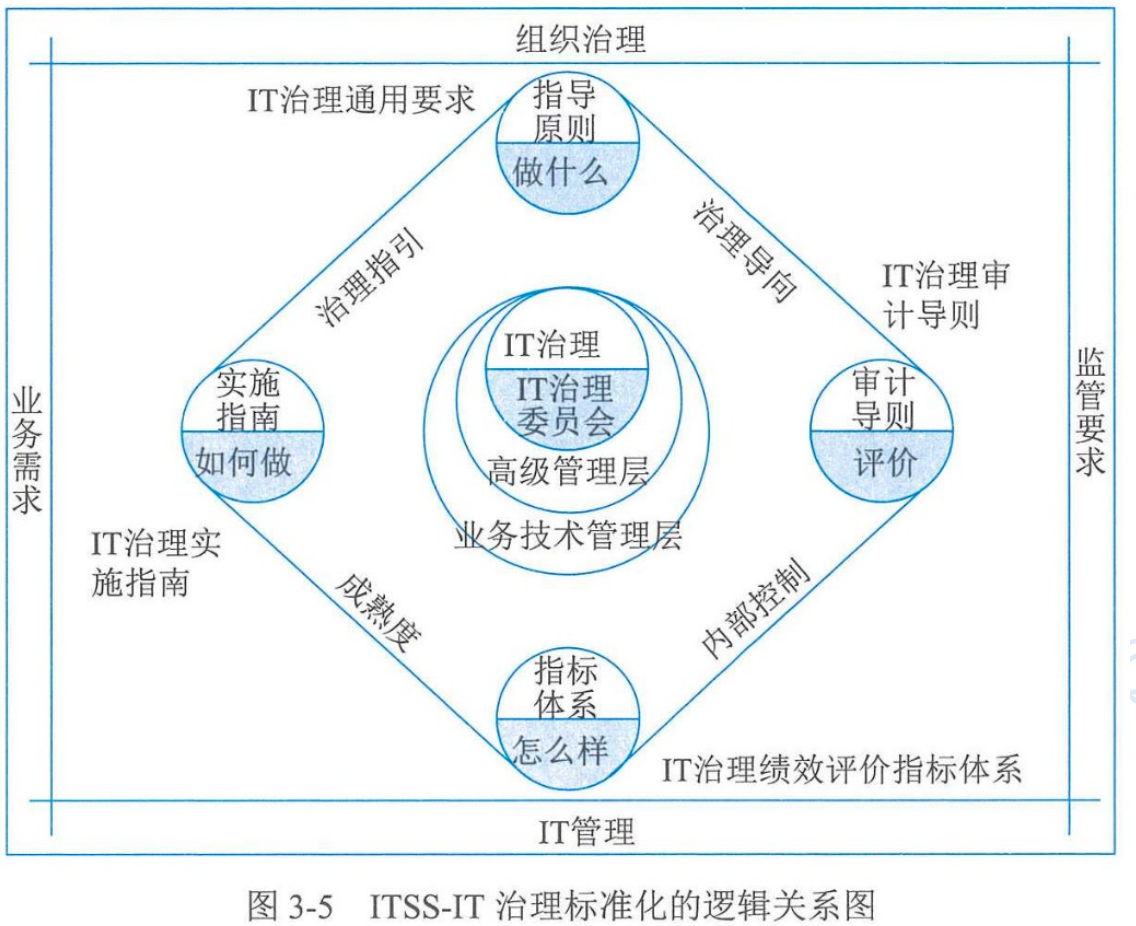 组织治理
IT治理通用要求
指导
原则
做什么
治理指引
治理导向
IT治理审
计导则
IT治理
IT治理
委员会
高级管理层
业务技术管理层
实施
指南
如何做
审计
导则
评价
业务需求
监管要求
IT治理实
施指南
成熟度
内部控制
指标
体系
怎么样
IT治理绩效评价指标体系
IT管理
图 3-5 ITSS-IT 治理标准化的逻辑关系图